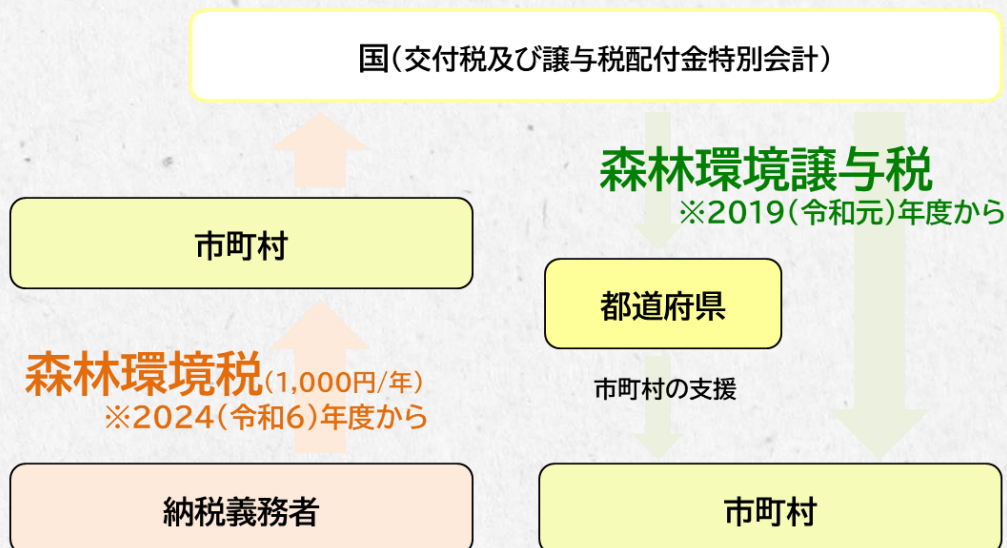 国(交付税及び譲与税配付金特別会計)
森林環境譲与税
※2019(令和元)年度から
市町村
都道府県
森林環境税(1,000円/年)
※2024(令和6)年度から
市町村の支援
納税義務者
市町村